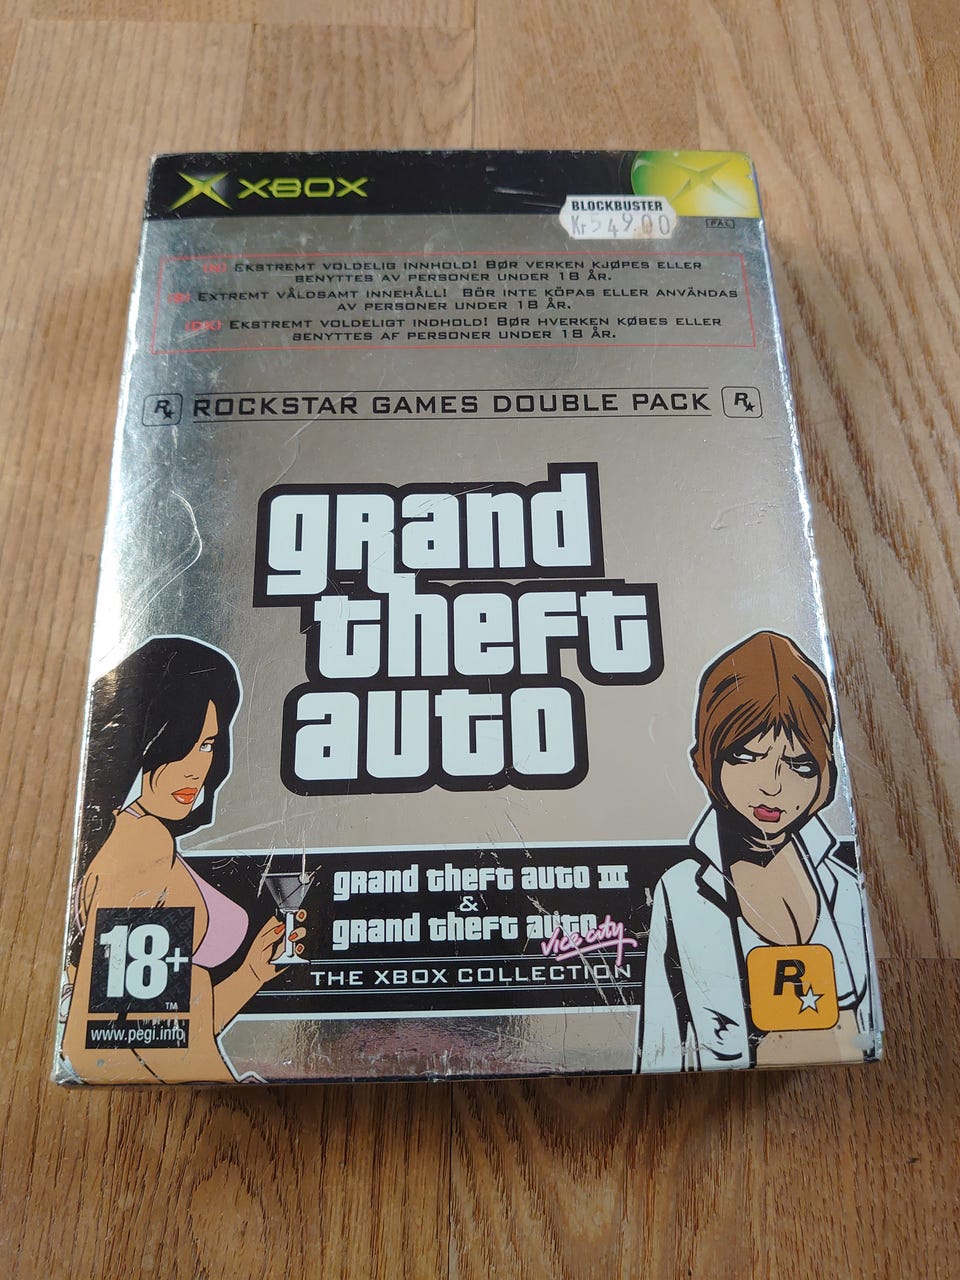 XBOX
BLOCKBUSTER
Kr 549.00
PAL
EKSTREMT VOLDELIG INNHOLD! BØR VERKEN KJØPES ELLER
BENYTTES AV PERSONER UNDER 18 ÅR.
EXTREMT VÅLDSAMT INNEHÅLL! BÖR INTE KÖPAS ELLER ANVÄNDAS
AV PERSONER UNDER 18 ÅR.
(DK) EKSTREMT VOLDELIGT INDHOLD! BØR HVERKEN KØBES ELLER
BENYTTES AF PERSONER UNDER 18 ÅR.
R ROCKSTAR GAMES DOUBLE PACK R
grand
theft
auto
grand theft auto III
&
grand theft auto
Vice City
THE XBOX COLLECTION
18+
TM
www.pegi.info
R